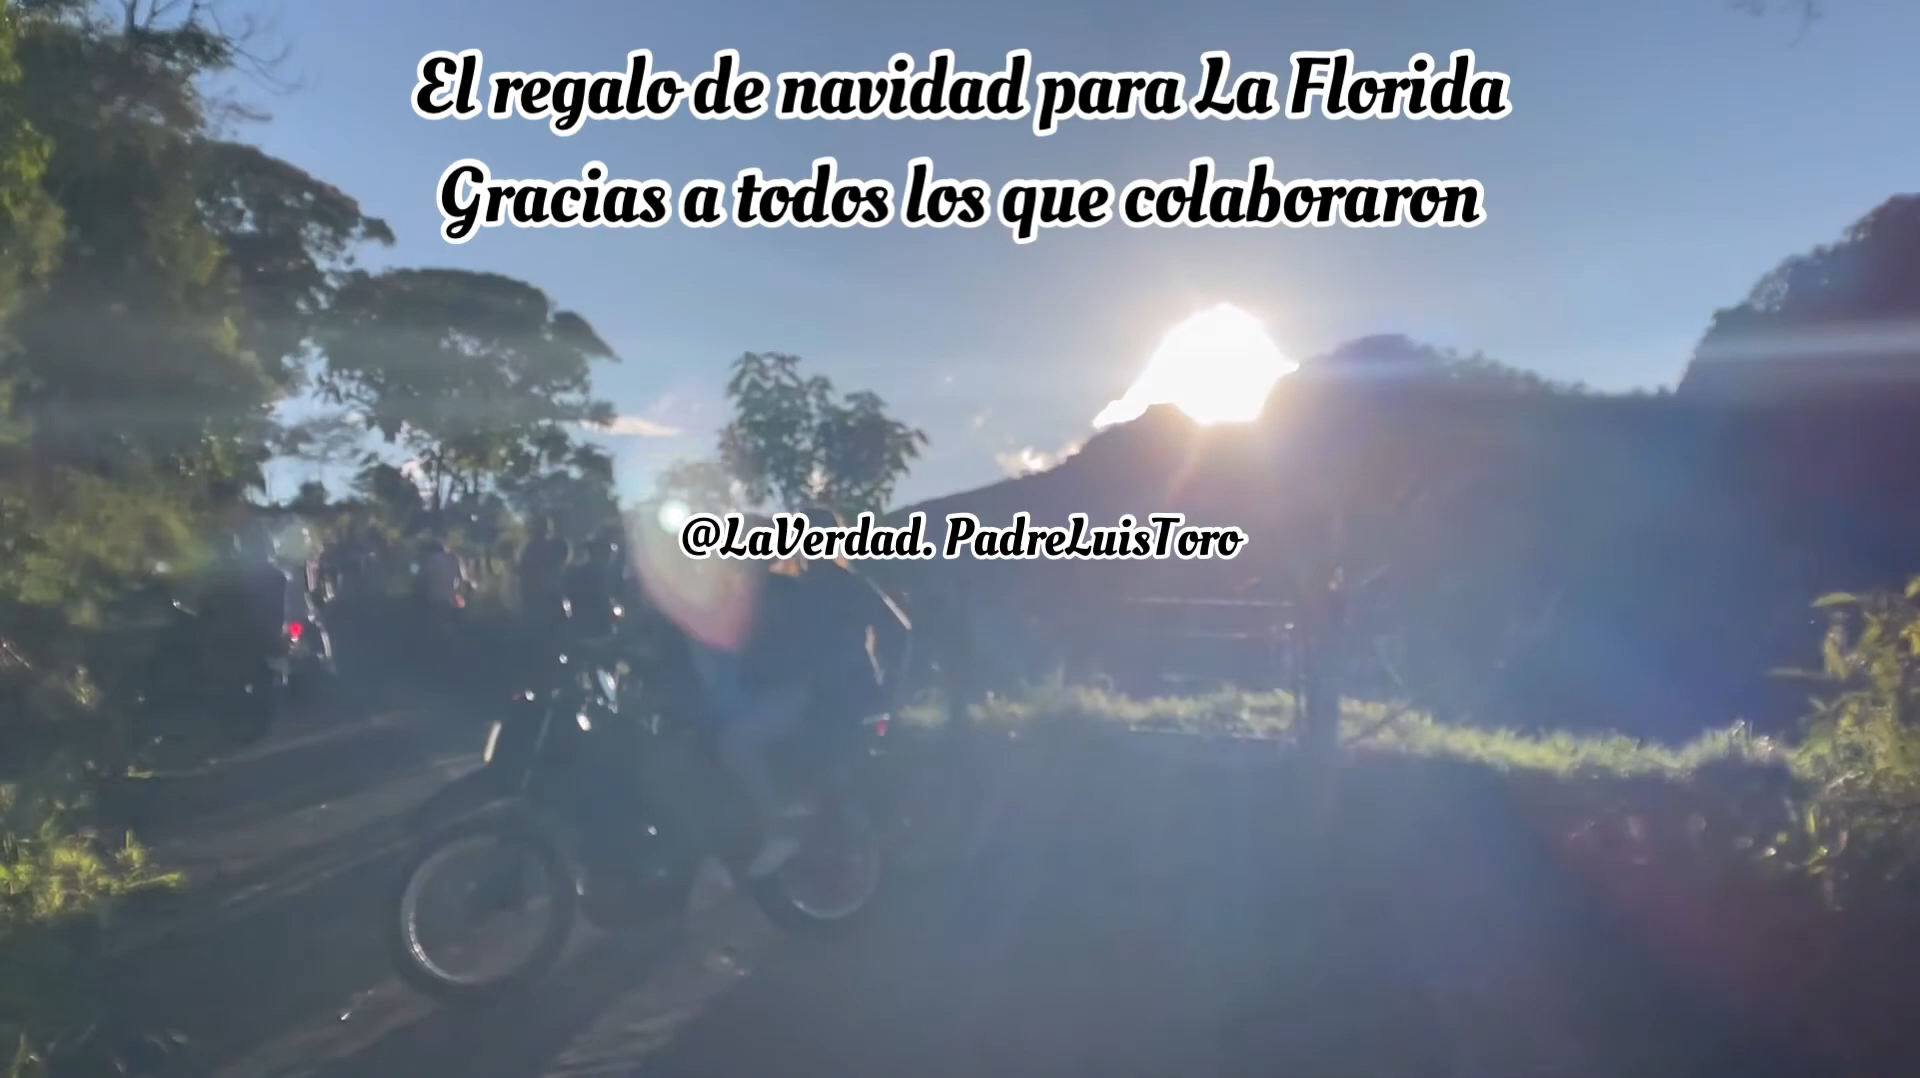 El regalo de navidad para La Florida
Gracias a todos los que colaboraron
@LaVerdad. PadreLuisToro